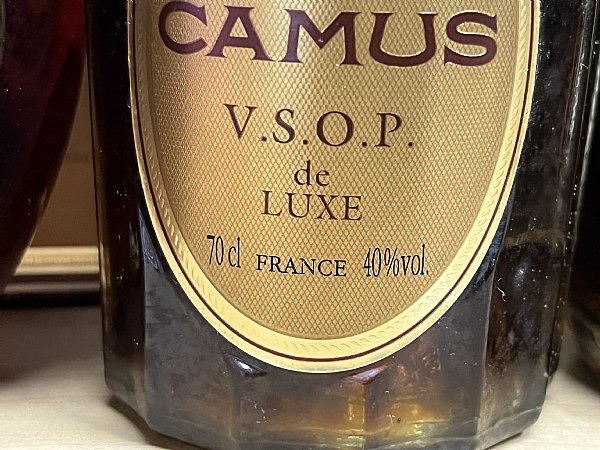 CAMUS
V.S.O.P.
de
LUXE
70 cl FRANCE 40%vol.